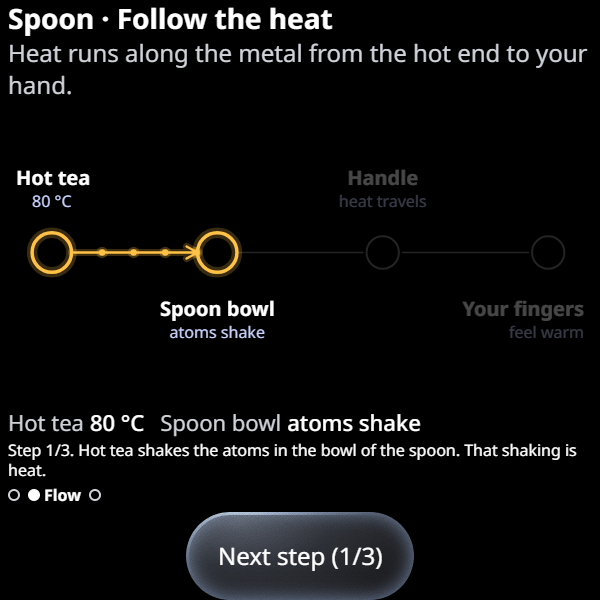 Spoon · Follow the heat
Heat runs along the metal from the hot end to your
hand.
Hot tea
80 °C
Handle
heat travels
Spoon bowl
atoms shake
Your fingers
feel warm
Hot tea 80 °C Spoon bowl atoms shake
Step 1/3. Hot tea shakes the atoms in the bowl of the spoon. That shaking is
heat.
Flow
Next step (1/3)